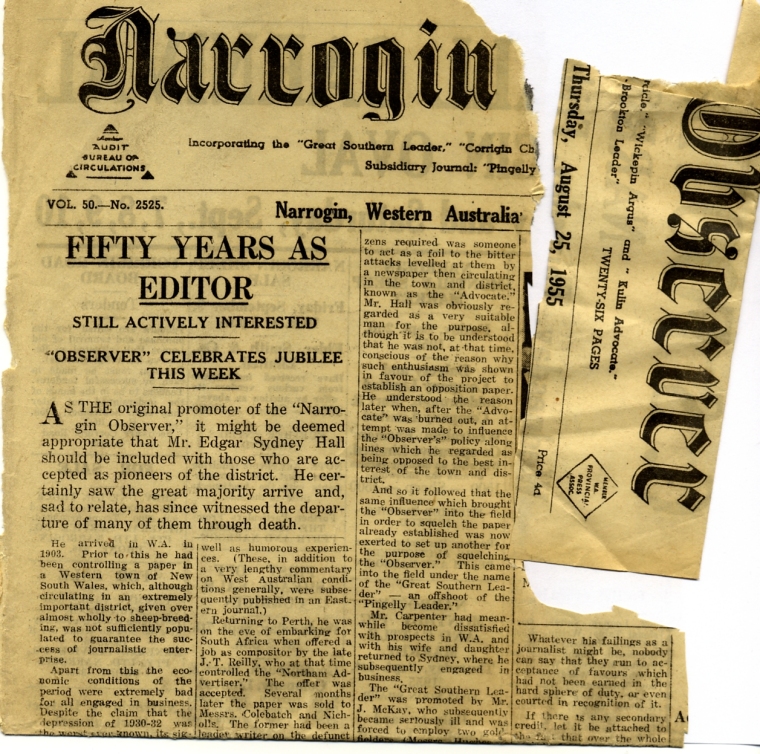 Narrogin
AUDIT
BUREAU OF
CIRCULATIONS
Incorporating the "Great Southern Leader," "Corrigin Ch
Subsidiary Journal: "Pingelly
VOL. 50.—No. 2525.
Narrogin, Western Australia
Observer
ricle," "Wickepin Argus" and "Kulin Advocate,"
Brookton Leader"
TWENTY-SIX PAGES
Thursday, August 25, 1955
Price 4d
MEMBER
W.A.
PROVINCIAL
PRESS
ASSOC.
FIFTY YEARS AS
EDITOR
STILL ACTIVELY INTERESTED
"OBSERVER" CELEBRATES JUBILEE
THIS WEEK
AS THE original promoter of the "Narro-
gin Observer," it might be deemed
appropriate that Mr. Edgar Sydney Hall
should be included with those who are ac-
cepted as pioneers of the district. He cer-
tainly saw the great majority arrive and,
sad to relate, has since witnessed the depar-
ture of many of them through death.
He arrived in W.A. in
1903. Prior to this he had
been controlling a paper in
a Western town of New
South Wales, which, although
circulating in an extremely
important district, given over
almost wholly to sheep-breed-
ing, was not sufficiently popu-
lated to guarantee the suc-
cess of journalistic enter-
prise.
Apart from this the eco-
nomic conditions of the
period were extremely bad
for all engaged in business.
Despite the claim that the
depression of 1930-32 was
the worst ever known, its sig-
well as humorous experien-
ces. (These, in addition to
a very lengthy commentary
on West Australian condi-
tions generally, were subse-
quently published in an East-
ern journal.)
Returning to Perth, he was
on the eve of embarking for
South Africa when offered a
job as compositor by the late
J. T. Reilly, who at that time
controlled the "Northam Ad-
vertiser." The offer was
accepted. Several months
later the paper was sold to
Messrs. Colebatch and Nich-
olls. The former had been a
leader writer on the defunct
zens required was someone
to act as a foil to the bitter
attacks levelled at them by
a newspaper then circulating
in the town and district,
known as the "Advocate."
Mr. Hall was obviously re-
garded as a very suitable
man for the purpose, al-
though it is to be understood
that he was not, at that time,
conscious of the reason why
such enthusiasm was shown
in favour of the project to
establish an opposition paper.
He understood the reason
later when, after the "Advo-
cate" was burned out, an at-
tempt was made to influence
the "Observer's" policy along
lines which he regarded as
being opposed to the best in-
terest of the town and dis-
trict.
And so it followed that the
same influence which brought
the "Observer" into the field
in order to squelch the paper
already established was now
exerted to set up another for
the purpose of squelching
the "Observer." This came
into the field under the name
of the "Great Southern Lea-
der" — an offshoot of the
"Pingelly Leader."
Mr. Carpenter had mean-
while become dissatisfied
with prospects in W.A. and
with his wife and daughter
returned to Sydney, where he
subsequently engaged in
business.
The "Great Southern Lea-
der" was promoted by Mr.
J. McKay, who subsequently
became seriously ill and was
forced to employ two gold-
Whatever his failings as a
journalist might be, nobody
can say that they run to ac-
ceptance of favours which
had not been earned in the
hard sphere of duty, or even
courted in recognition of it.
If there is any secondary
credit, let it be attached to
the fact that over the whole
A